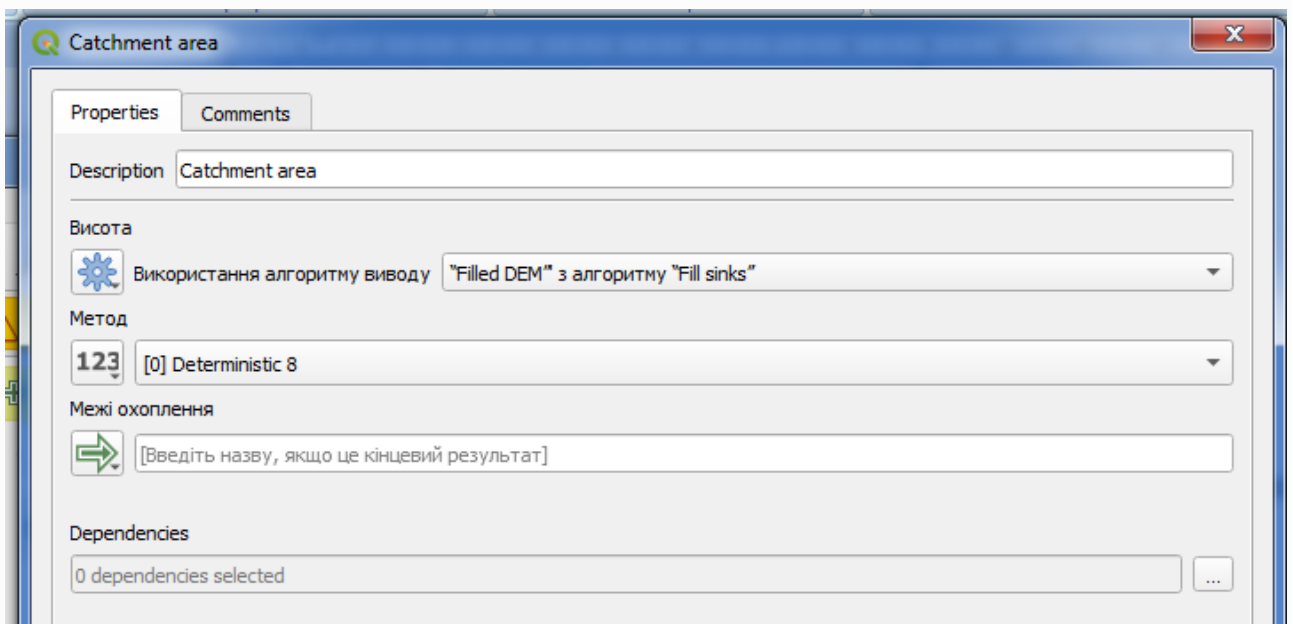 Catchment area
X
Properties
Comments
Description Catchment area
Висота
Використання алгоритму виводу "Filled DEM"" з алгоритму "Fill sinks"
Метод
123 [0] Deterministic 8
Межі охоплення
[Введіть назву, якщо це кінцевий результат]
Dependencies
0 dependencies selected ...